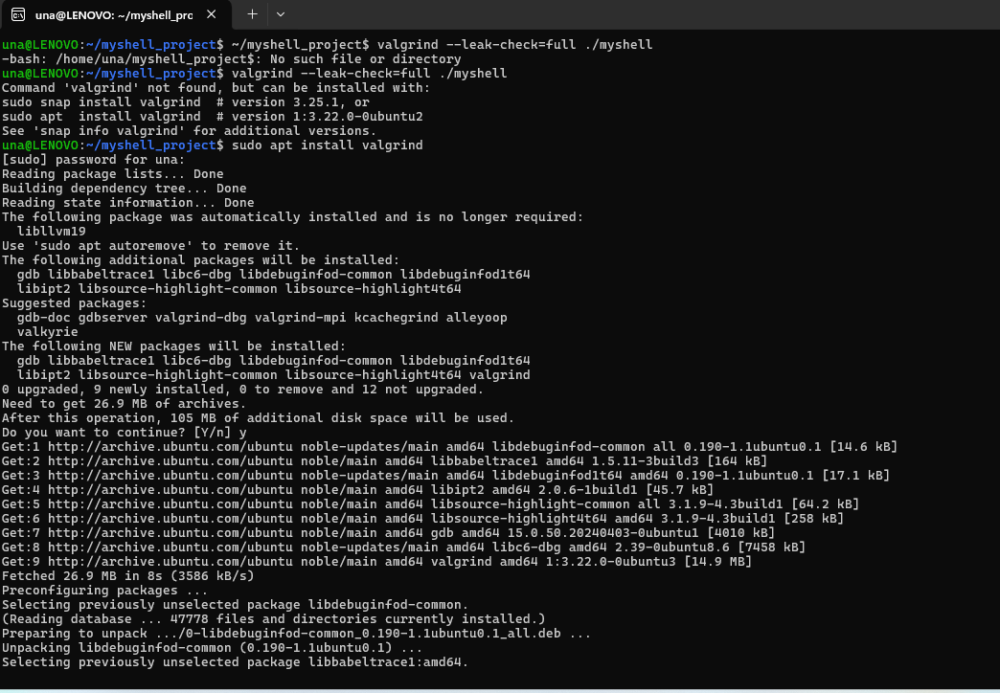 una@LENOVO: ~/myshell_pro
una@LENOVO:~/myshell_project$ ~/myshell_project$ valgrind --leak-check=full ./myshell
-bash: /home/una/myshell_project$: No such file or directory
una@LENOVO:~/myshell_project$ valgrind --leak-check=full ./myshell
Command 'valgrind' not found, but can be installed with:
sudo snap install valgrind  # version 3.25.1, or
sudo apt  install valgrind  # version 1:3.22.0-0ubuntu2
See 'snap info valgrind' for additional versions.
una@LENOVO:~/myshell_project$ sudo apt install valgrind
[sudo] password for una:
Reading package lists... Done
Building dependency tree... Done
Reading state information... Done
The following package was automatically installed and is no longer required:
  libllvm19
Use 'sudo apt autoremove' to remove it.
The following additional packages will be installed:
  gdb libbabeltrace1 libc6-dbg libdebuginfod-common libdebuginfod1t64
  libipt2 libsource-highlight-common libsource-highlight4t64
Suggested packages:
  gdb-doc gdbserver valgrind-dbg valgrind-mpi kcachegrind alleyoop
  valkyrie
The following NEW packages will be installed:
  gdb libbabeltrace1 libc6-dbg libdebuginfod-common libdebuginfod1t64
  libipt2 libsource-highlight-common libsource-highlight4t64 valgrind
0 upgraded, 9 newly installed, 0 to remove and 12 not upgraded.
Need to get 26.9 MB of archives.
After this operation, 105 MB of additional disk space will be used.
Do you want to continue? [Y/n] y
Get:1 http://archive.ubuntu.com/ubuntu noble-updates/main amd64 libdebuginfod-common all 0.190-1.1ubuntu0.1 [14.6 kB]
Get:2 http://archive.ubuntu.com/ubuntu noble/main amd64 libbabeltrace1 amd64 1.5.11-3build3 [164 kB]
Get:3 http://archive.ubuntu.com/ubuntu noble-updates/main amd64 libdebuginfod1t64 amd64 0.190-1.1ubuntu0.1 [17.1 kB]
Get:4 http://archive.ubuntu.com/ubuntu noble/main amd64 libipt2 amd64 2.0.6-1build1 [45.7 kB]
Get:5 http://archive.ubuntu.com/ubuntu noble/main amd64 libsource-highlight-common all 3.1.9-4.3build1 [64.2 kB]
Get:6 http://archive.ubuntu.com/ubuntu noble/main amd64 libsource-highlight4t64 amd64 3.1.9-4.3build1 [258 kB]
Get:7 http://archive.ubuntu.com/ubuntu noble/main amd64 gdb amd64 15.0.50.20240403-0ubuntu1 [4010 kB]
Get:8 http://archive.ubuntu.com/ubuntu noble-updates/main amd64 libc6-dbg amd64 2.39-0ubuntu8.6 [7458 kB]
Get:9 http://archive.ubuntu.com/ubuntu noble/main amd64 valgrind amd64 1:3.22.0-0ubuntu3 [14.9 MB]
Fetched 26.9 MB in 8s (3586 kB/s)
Preconfiguring packages ...
Selecting previously unselected package libdebuginfod-common.
(Reading database ... 47778 files and directories currently installed.)
Preparing to unpack .../0-libdebuginfod-common_0.190-1.1ubuntu0.1_all.deb ...
Unpacking libdebuginfod-common (0.190-1.1ubuntu0.1) ...
Selecting previously unselected package libbabeltrace1:amd64.